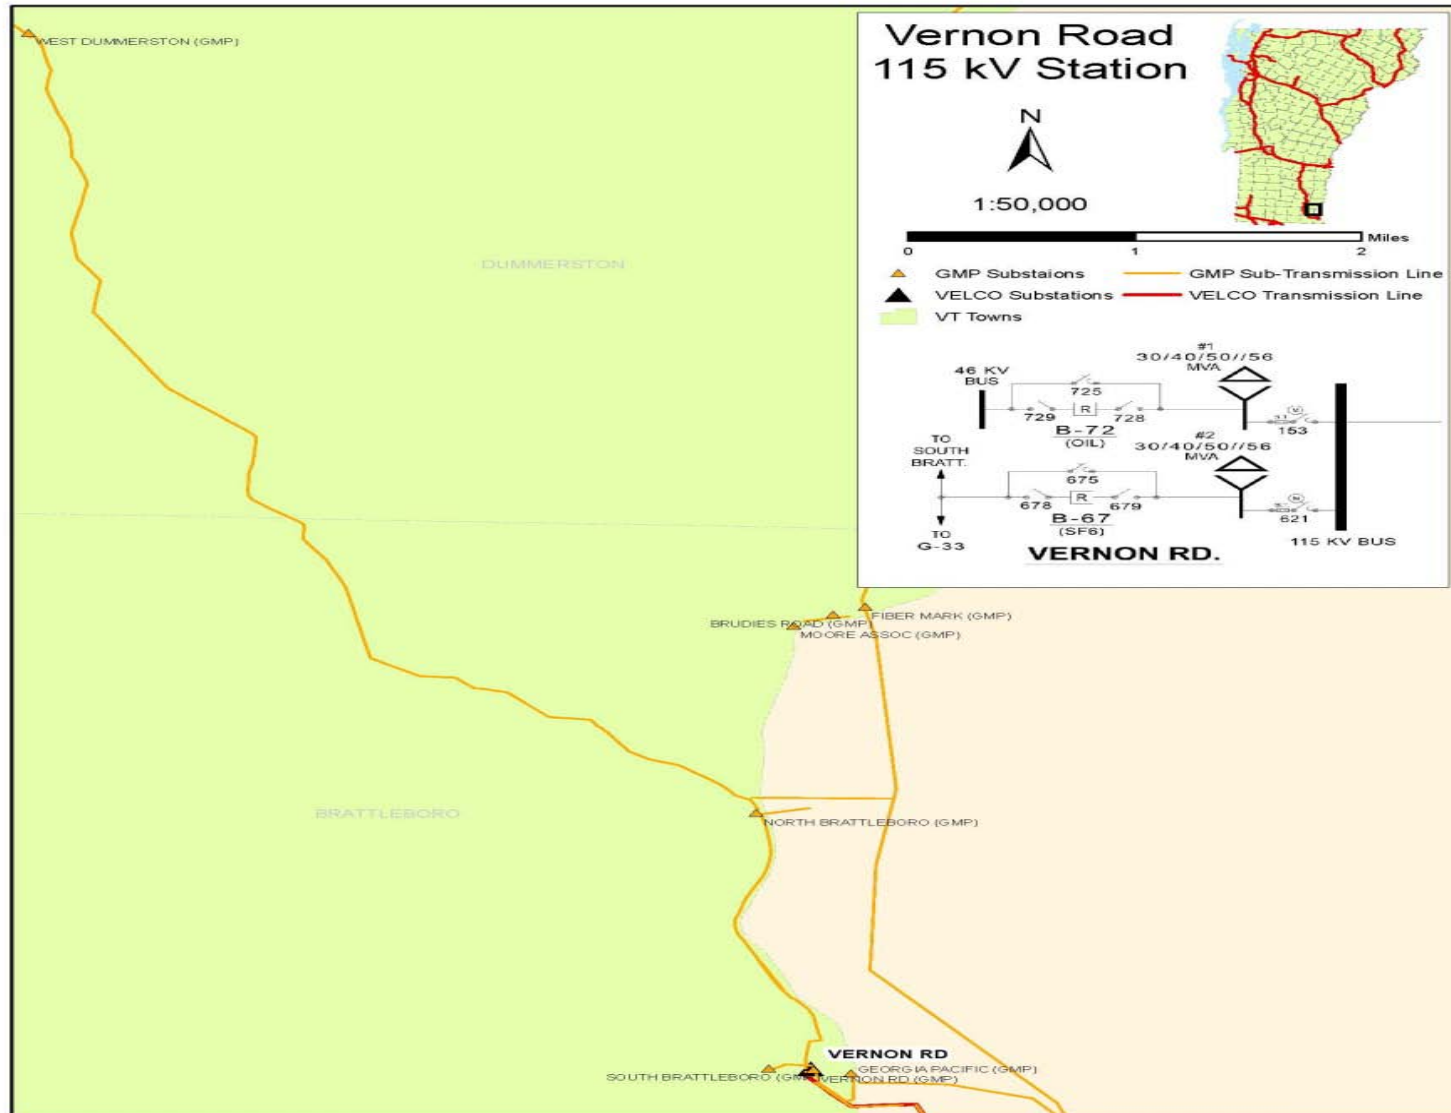 WEST DUMMERSTON (GMP)
Vernon Road
115 kV Station
N
1:50,000
0 1 2 Miles
GMP Substaions
GMP Sub-Transmission Line
VELCO Substations
VELCO Transmission Line
VT Towns
DUMMERSTON
#1
30/40/50//56
MVA
46 KV
BUS
725
729
R
728
B-72
(OIL)
153
#2
30/40/50//56
MVA
TO
SOUTH
BRATT.
675
678
R
679
B-67
(SF6)
621
TO
G-33
115 KV BUS
VERNON RD.
FIBER MARK (GMP)
BRUDIES ROAD (GMP)
MOORE ASSOC (GMP)
BRATTLEBORO
NORTH BRATTLEBORO (GMP)
VERNON RD
GEORGIA PACIFIC (GMP)
SOUTH BRATTLEBORO (GMP)
VERNON RD (GMP)